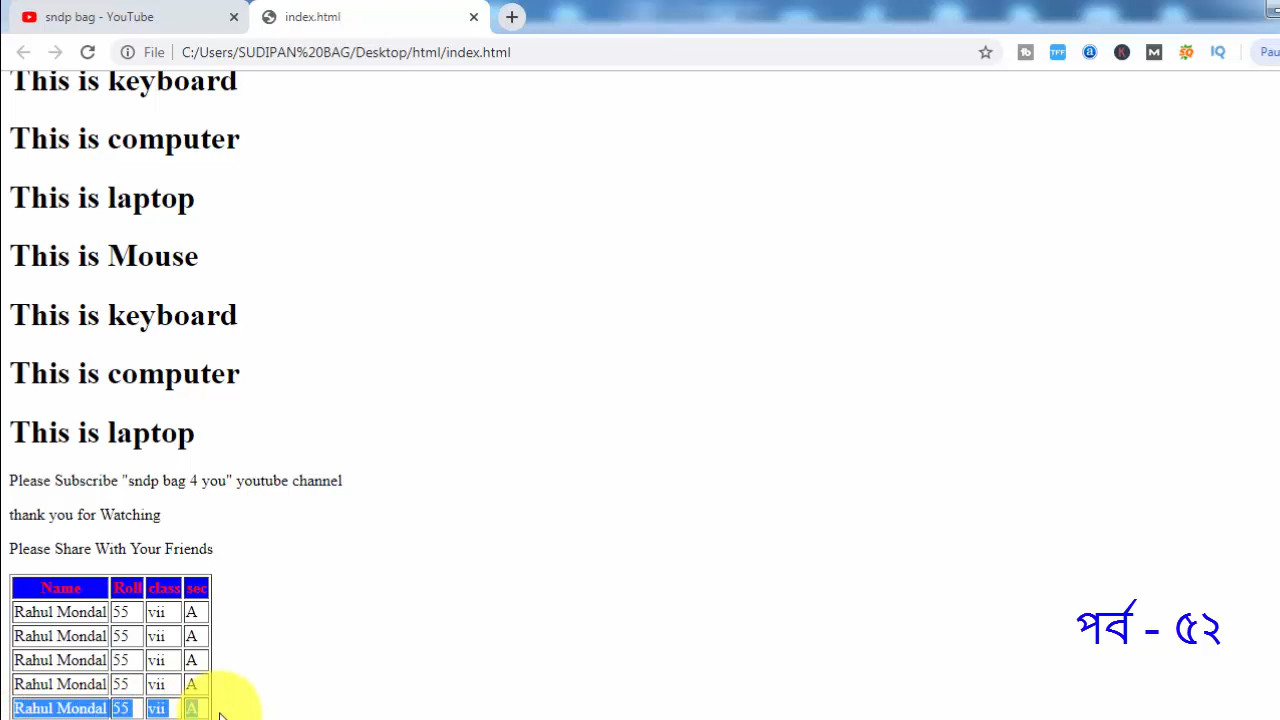 sndp bag - YouTube
index.html
File C:/Users/SUDIPAN%20BAG/Desktop/html/index.html
Pau
This is keyboard
This is computer
This is laptop
This is Mouse
This is keyboard
This is computer
This is laptop
Please Subscribe "sndp bag 4 you" youtube channel
thank you for Watching
Please Share With Your Friends
Name Roll class sec
Rahul Mondal 55 vii A
Rahul Mondal 55 vii A
Rahul Mondal 55 vii A
Rahul Mondal 55 vii A
Rahul Mondal 55 vii A
পর্ব - ৫২